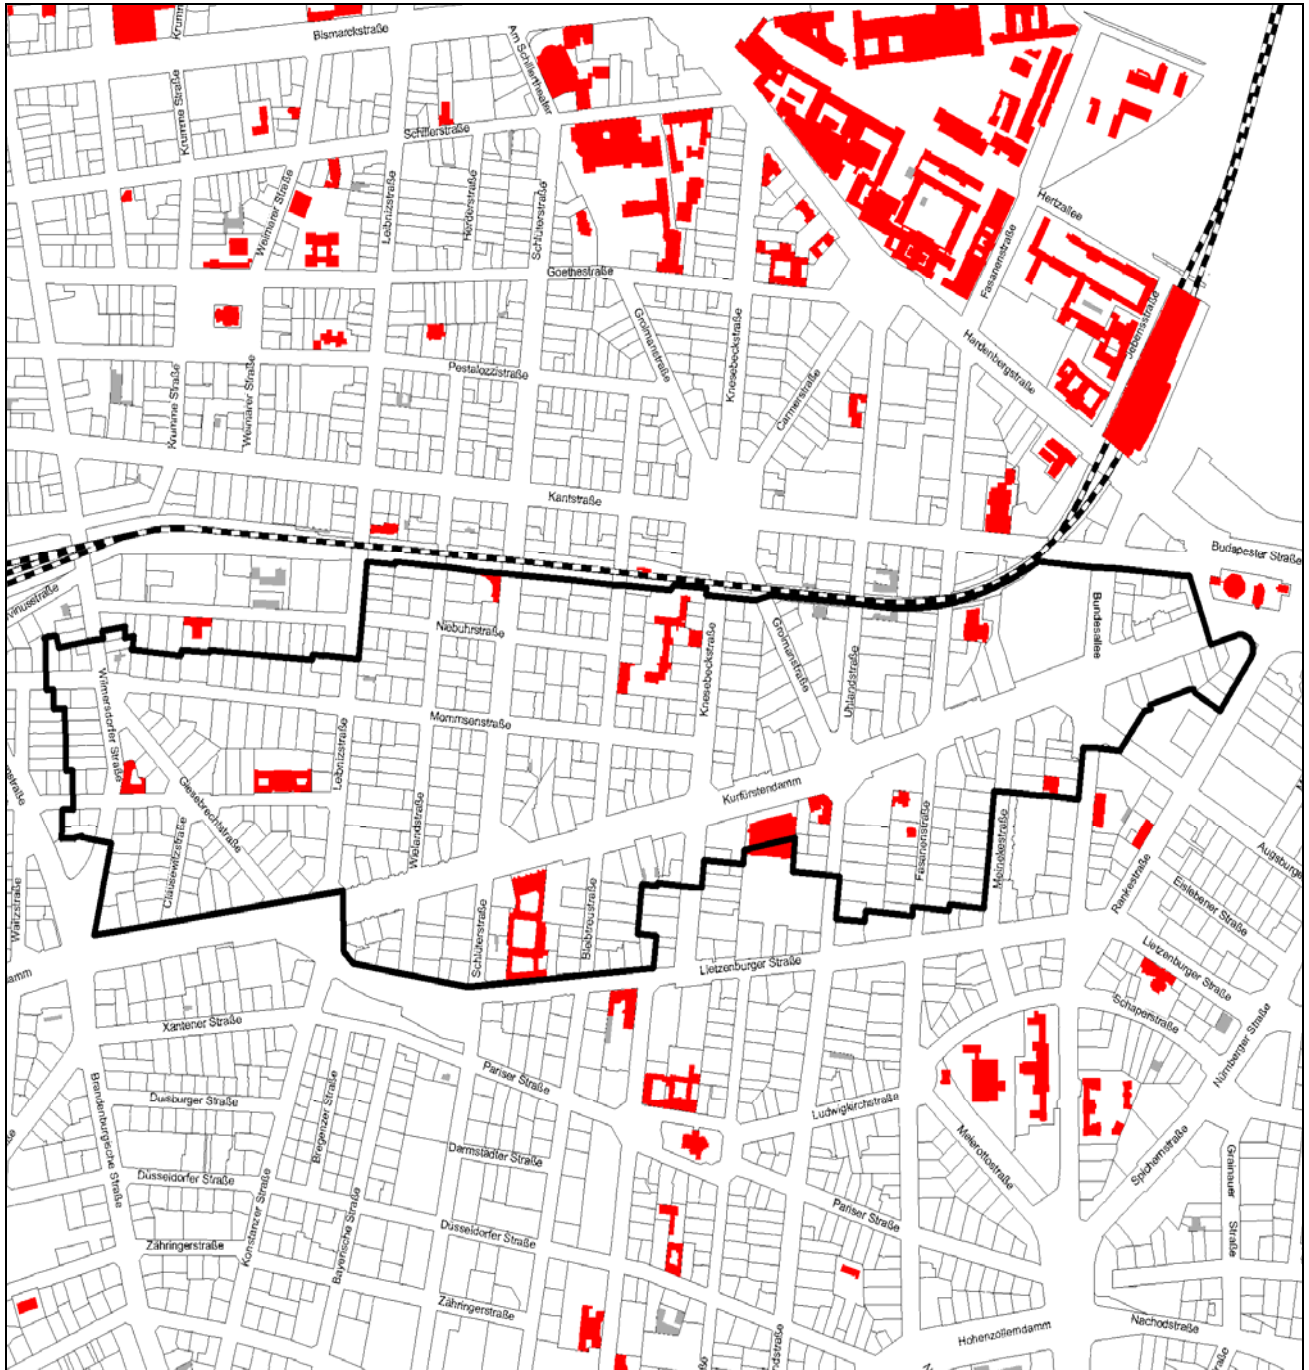 Krumm
Bismarckstraße
Am Schillertheater
Krumme Straße
Schillerstraße
Weimarer Straße
Leibnizstraße
Herderstraße
Schlüterstraße
Hertzallee
Fasanenstraße
Goethestraße
Jebensstraße
Grolmanstraße
Knesebeckstraße
Hardenbergstraße
Pestalozzistraße
Carmerstraße
Krumme Straße
Weimarer Straße
Kantstraße
Budapester Straße
vinusstraße
Bundesallee
Niebuhrstraße
Grolmanstraße
Knesebeckstraße
Uhlandstraße
Wilmersdorfer Straße
Mommsenstraße
Leibnizstraße
Giesebrechtstraße
Kurfürstendamm
Wielandstraße
Clausewitzstraße
Fasanenstraße
Meinekestraße
Augsburger
Rankestraße
Eislebener Straße
Waitzstraße
Schlüterstraße
Bleibtreustraße
Lietzenburger Straße
Lietzenburger Straße
damm
Schaperstraße
Xantener Straße
Nürnberger Straße
Pariser Straße
Brandenburgische Straße
Duisburger Straße
Bregenzer Straße
Ludwigkirchstraße
Darmstädter Straße
Meierottostraße
Spichernstraße
Grainauer Straße
Düsseldorfer Straße
Konstanzer Straße
Bayerische Straße
Pariser Straße
Düsseldorfer Straße
Zähringerstraße
Zähringerstraße
Nachodstraße
Hohenzollerndamm
ndstraße